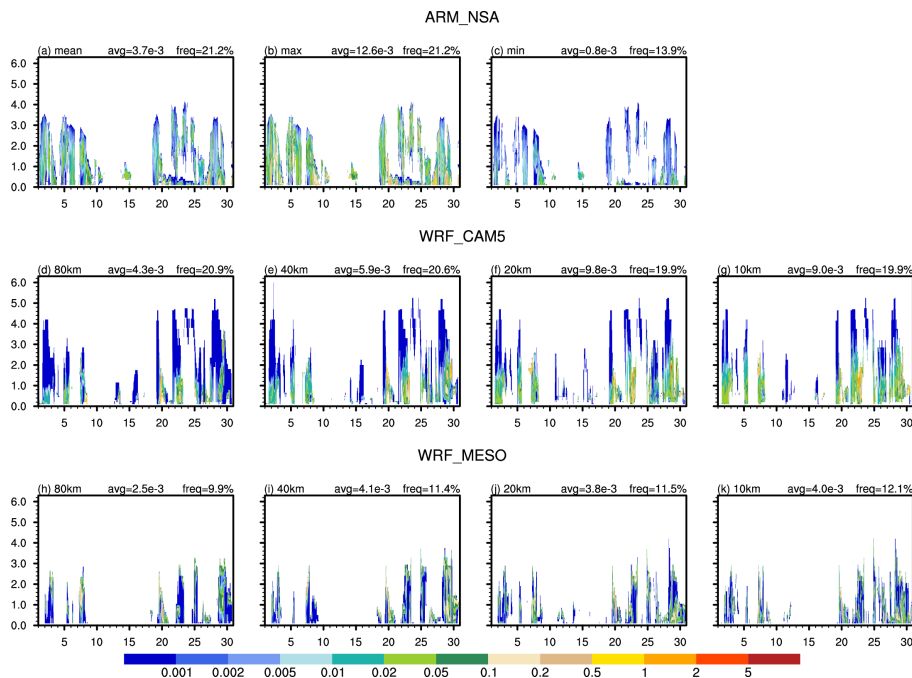 ARM_NSA
(a) mean avg=3.7e-3 freq=21.2% (b) max avg=12.6e-3 freq=21.2% (c) min avg=0.8e-3 freq=13.9%
6.0
5.0
4.0
3.0
2.0
1.0
0.0
5 10 15 20 25 30 5 10 15 20 25 30 5 10 15 20 25 30
WRF_CAM5
(d) 80km avg=4.3e-3 freq=20.9% (e) 40km avg=5.9e-3 freq=20.6% (f) 20km avg=9.8e-3 freq=19.9% (g) 10km avg=9.0e-3 freq=19.9%
6.0
5.0
4.0
3.0
2.0
1.0
0.0
5 10 15 20 25 30 5 10 15 20 25 30 5 10 15 20 25 30 5 10 15 20 25 30
WRF_MESO
(h) 80km avg=2.5e-3 freq=9.9% (i) 40km avg=4.1e-3 freq=11.4% (j) 20km avg=3.8e-3 freq=11.5% (k) 10km avg=4.0e-3 freq=12.1%
6.0
5.0
4.0
3.0
2.0
1.0
0.0
5 10 15 20 25 30 5 10 15 20 25 30 5 10 15 20 25 30 5 10 15 20 25 30
0.001 0.002 0.005 0.01 0.02 0.05 0.1 0.2 0.5 1 2 5